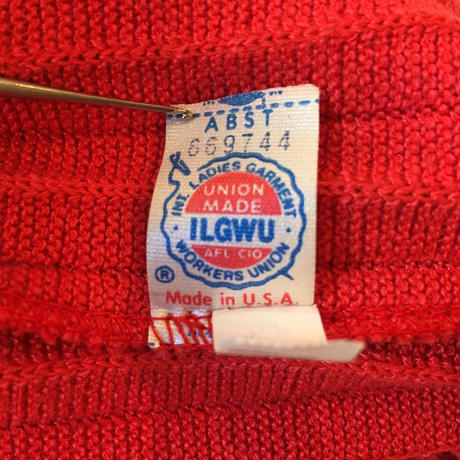 ABST
669744
INT'L LADIES GARMENT
UNION
MADE
ILGWU
AFL CIO
WORKERS UNION
®
Made in U.S.A.